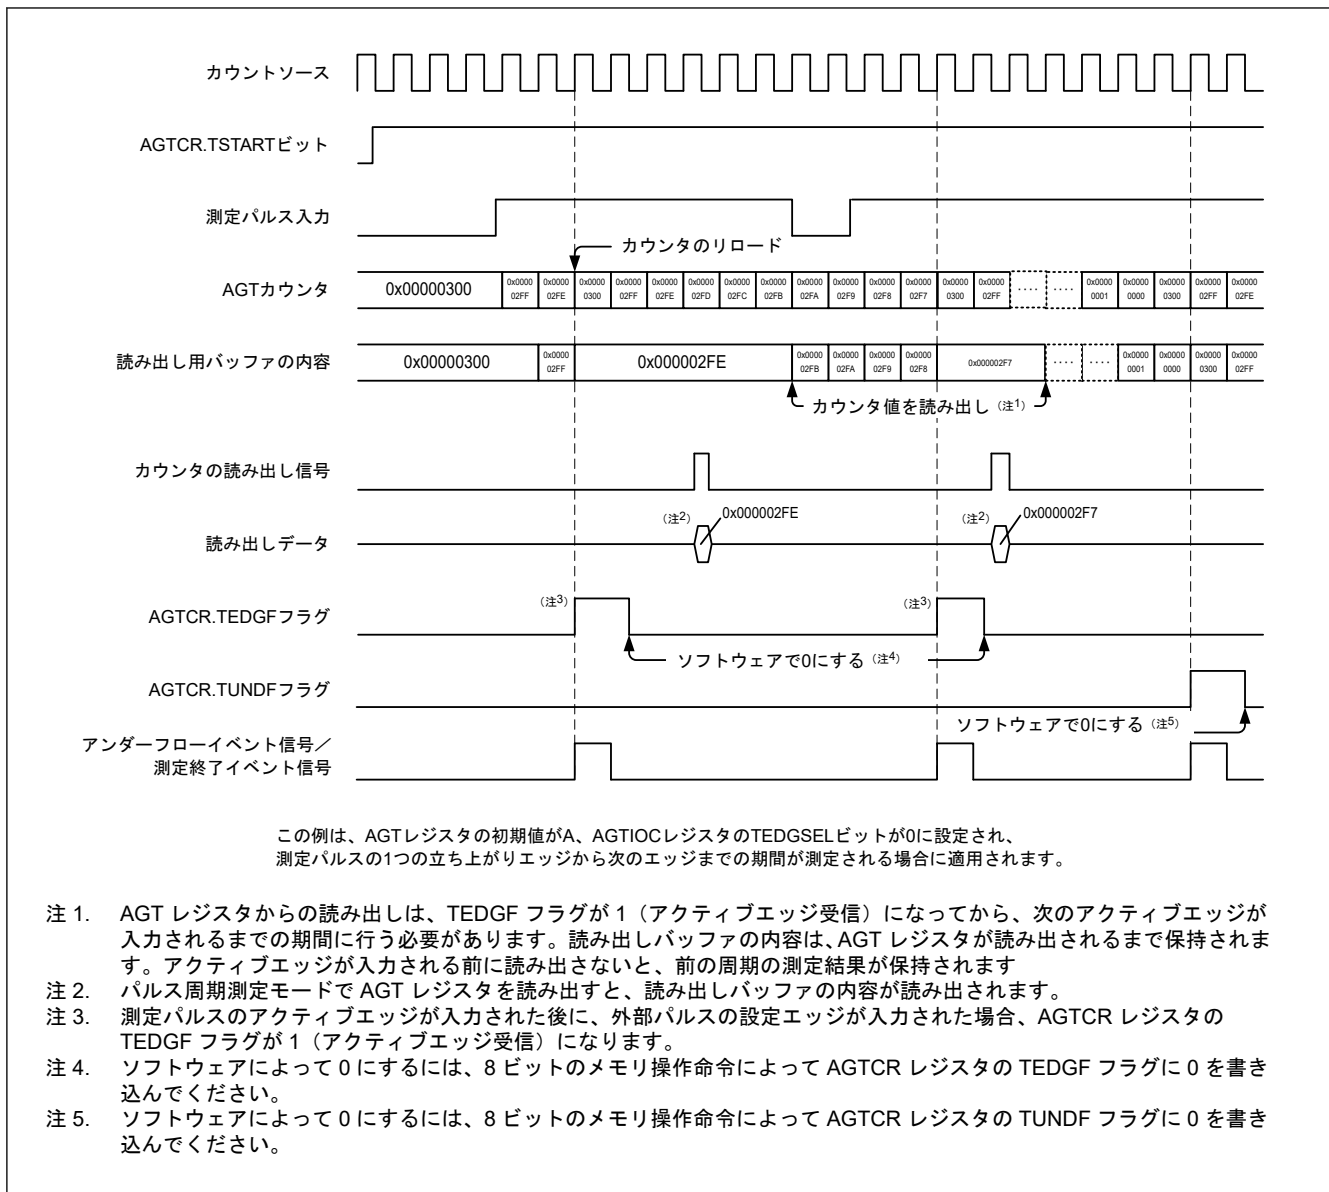 カウントソース
AGTCR.TSTARTビット
測定パルス入力
カウンタのリロード
AGTカウンタ
0x00000300 0x0000 02FF 0x0000 02FE 0x0000 0300 0x0000 02FF 0x0000 02FE 0x0000 02FD 0x0000 02FC 0x0000 02FB 0x0000 02FA 0x0000 02F9 0x0000 02F8 0x0000 02F7 0x0000 0300 0x0000 02FF ‥‥ ‥‥ 0x0000 0001 0x0000 0000 0x0000 0300 0x0000 02FF 0x0000 02FE
読み出し用バッファの内容
0x00000300 0x0000 02FF 0x000002FE 0x0000 02FB 0x0000 02FA 0x0000 02F9 0x0000 02F8 0x000002F7 ‥‥ ‥‥ 0x0000 0001 0x0000 0000 0x0000 0300 0x0000 02FF
カウンタ値を読み出し（注1）
カウンタの読み出し信号
（注2） 0x000002FE （注2） 0x000002F7
読み出しデータ
（注3） （注3）
AGTCR.TEDGFフラグ
ソフトウェアで0にする（注4）
AGTCR.TUNDFフラグ
ソフトウェアで0にする（注5）
アンダーフローイベント信号／
測定終了イベント信号
この例は、AGTレジスタの初期値がA、AGTIOCレジスタのTEDGSELビットが0に設定され、
測定パルスの1つの立ち上がりエッジから次のエッジまでの期間が測定される場合に適用されます。
注 1. AGT レジスタからの読み出しは、TEDGF フラグが 1（アクティブエッジ受信）になってから、次のアクティブエッジが
入力されるまでの期間に行う必要があります。読み出しバッファの内容は、AGT レジスタが読み出されるまで保持されま
す。アクティブエッジが入力される前に読み出さないと、前の周期の測定結果が保持されます
注 2. パルス周期測定モードで AGT レジスタを読み出すと、読み出しバッファの内容が読み出されます。
注 3. 測定パルスのアクティブエッジが入力された後に、外部パルスの設定エッジが入力された場合、AGTCR レジスタの
TEDGF フラグが 1（アクティブエッジ受信）になります。
注 4. ソフトウェアによって 0 にするには、8 ビットのメモリ操作命令によって AGTCR レジスタの TEDGF フラグに 0 を書き
込んでください。
注 5. ソフトウェアによって 0 にするには、8 ビットのメモリ操作命令によって AGTCR レジスタの TUNDF フラグに 0 を書き
込んでください。